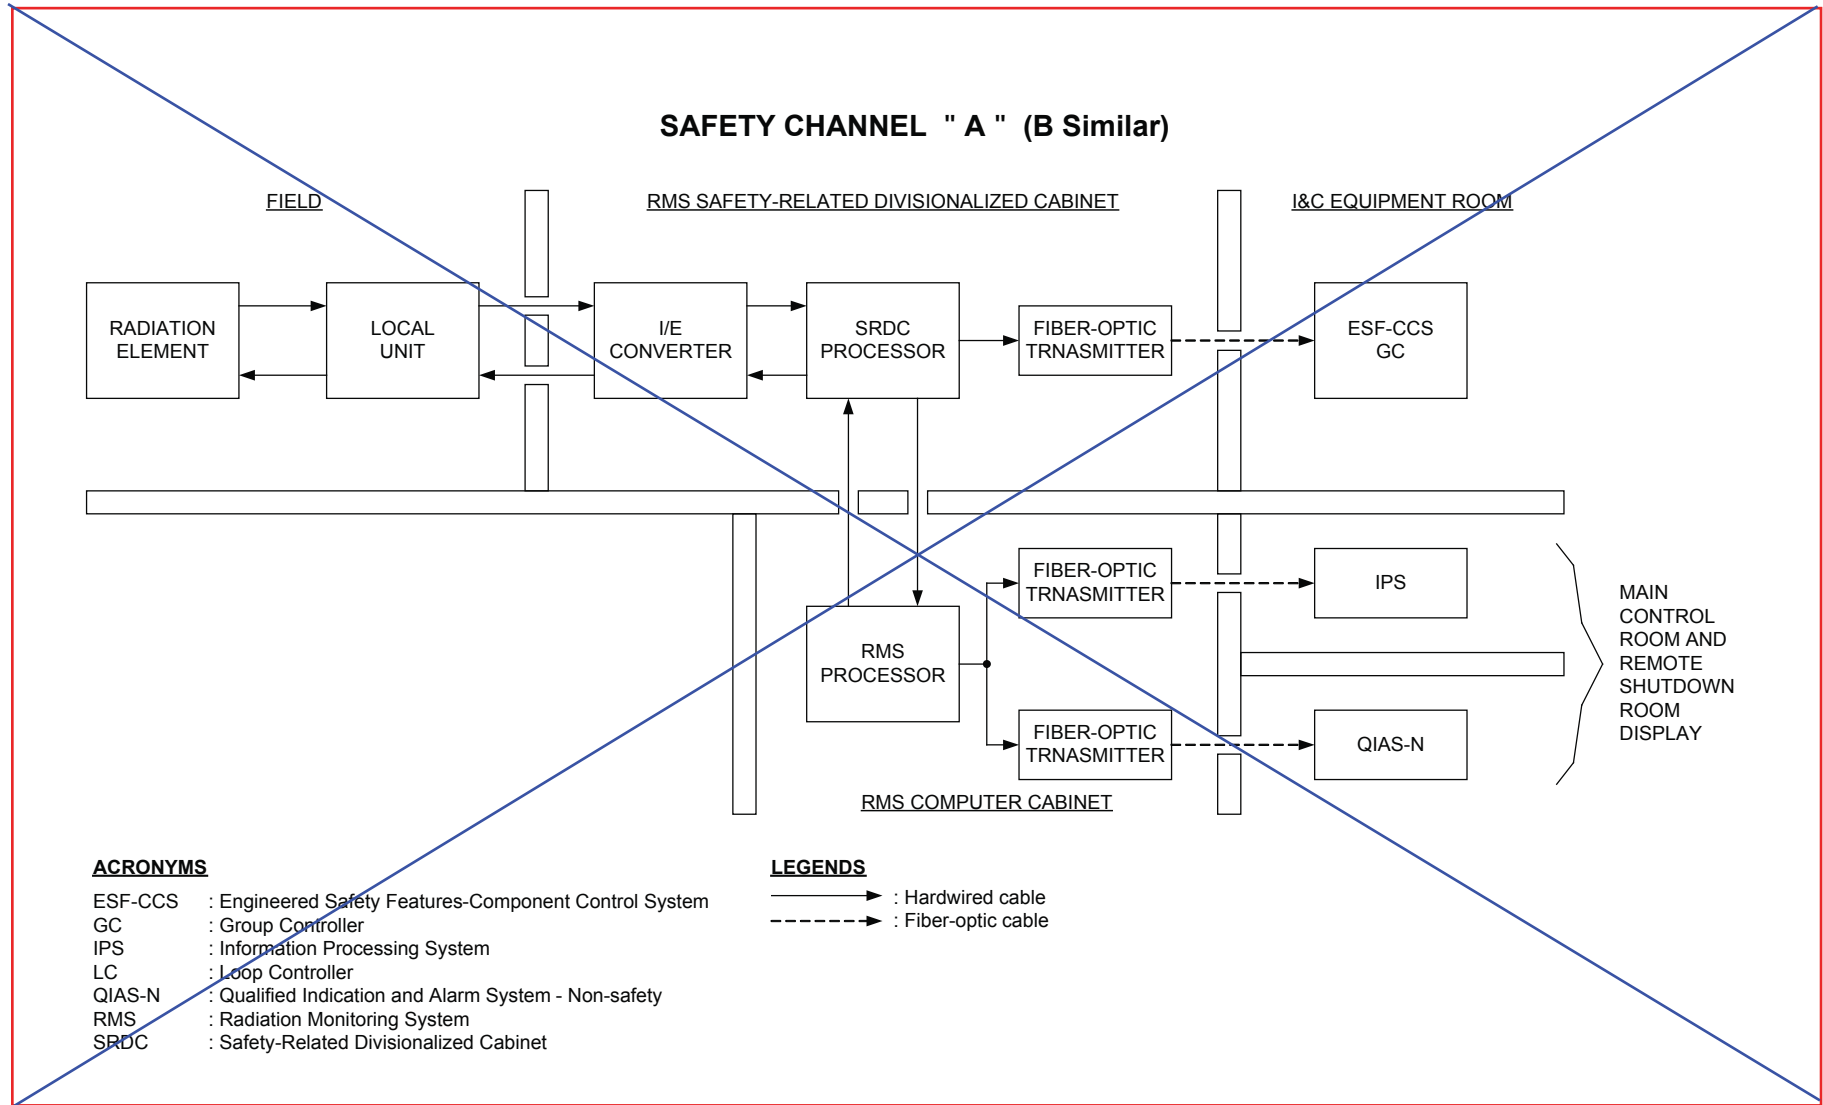 SAFETY CHANNEL " A " (B Similar)
FIELD
RMS SAFETY-RELATED DIVISIONALIZED CABINET
I&C EQUIPMENT ROOM
RADIATION
ELEMENT
LOCAL
UNIT
I/E
CONVERTER
SRDC
PROCESSOR
FIBER-OPTIC
TRNASMITTER
ESF-CCS
GC
FIBER-OPTIC
TRNASMITTER
IPS
RMS
PROCESSOR
FIBER-OPTIC
TRNASMITTER
QIAS-N
MAIN
CONTROL
ROOM AND
REMOTE
SHUTDOWN
ROOM
DISPLAY
RMS COMPUTER CABINET
ACRONYMS
ESF-CCS : Engineered Safety Features-Component Control System
GC : Group Controller
IPS : Information Processing System
LC : Loop Controller
QIAS-N : Qualified Indication and Alarm System - Non-safety
RMS : Radiation Monitoring System
SRDC : Safety-Related Divisionalized Cabinet
LEGENDS
: Hardwired cable
: Fiber-optic cable